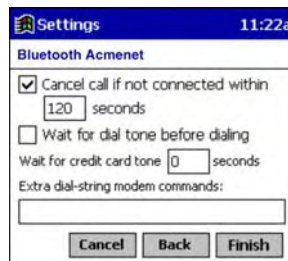 Settings 11:22a
Bluetooth Acmenet
Cancel call if not connected within
120 seconds
Wait for dial tone before dialing
Wait for credit card tone 0 seconds
Extra dial-string modem commands:
Cancel Back Finish